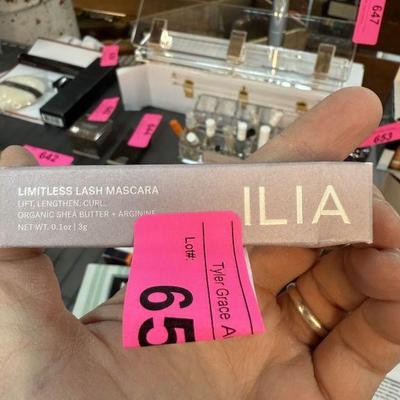 LIMITLESS LASH MASCARA
LIFT. LENGTHEN. CURL.
ORGANIC SHEA BUTTER + ARGININE
NET WT. 0.1oz | 3g
ILIA
Lot#:
Tyler Grace A
65
642
644
647
653